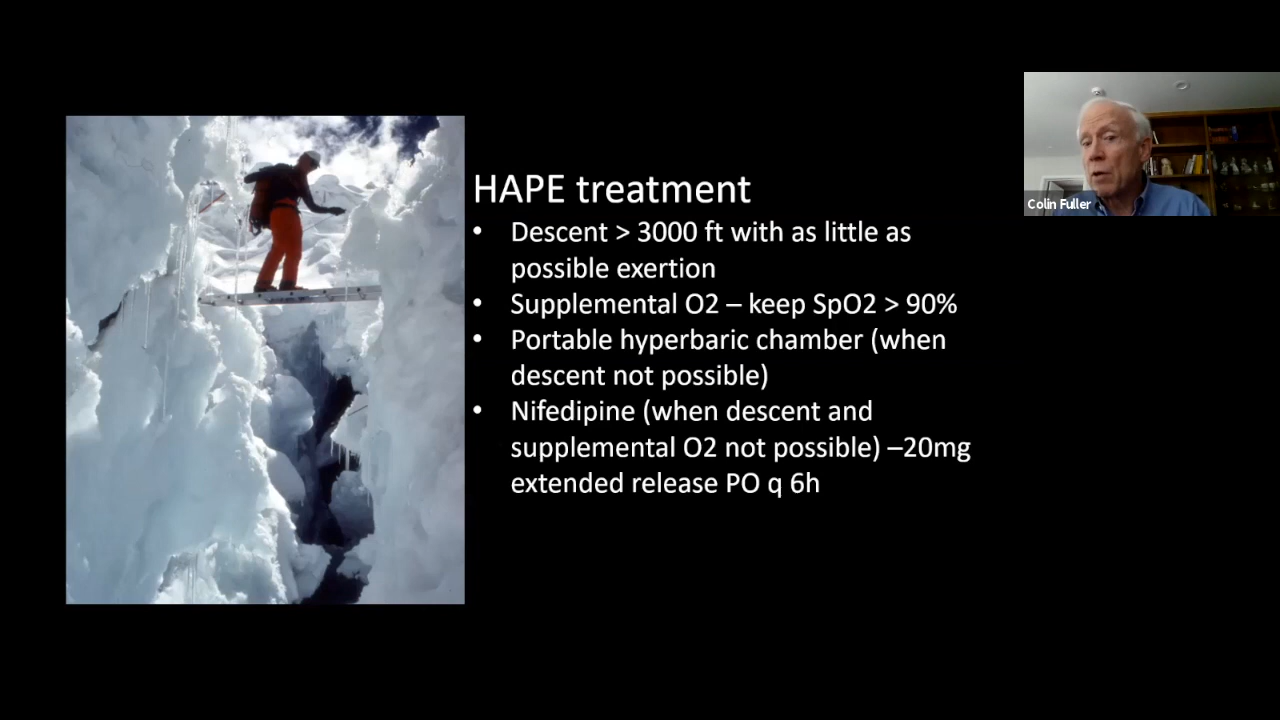 Colin Fuller
HAPE treatment
• Descent > 3000 ft with as little as
possible exertion
• Supplemental O2 – keep SpO2 > 90%
• Portable hyperbaric chamber (when
descent not possible)
• Nifedipine (when descent and
supplemental O2 not possible) –20mg
extended release PO q 6h